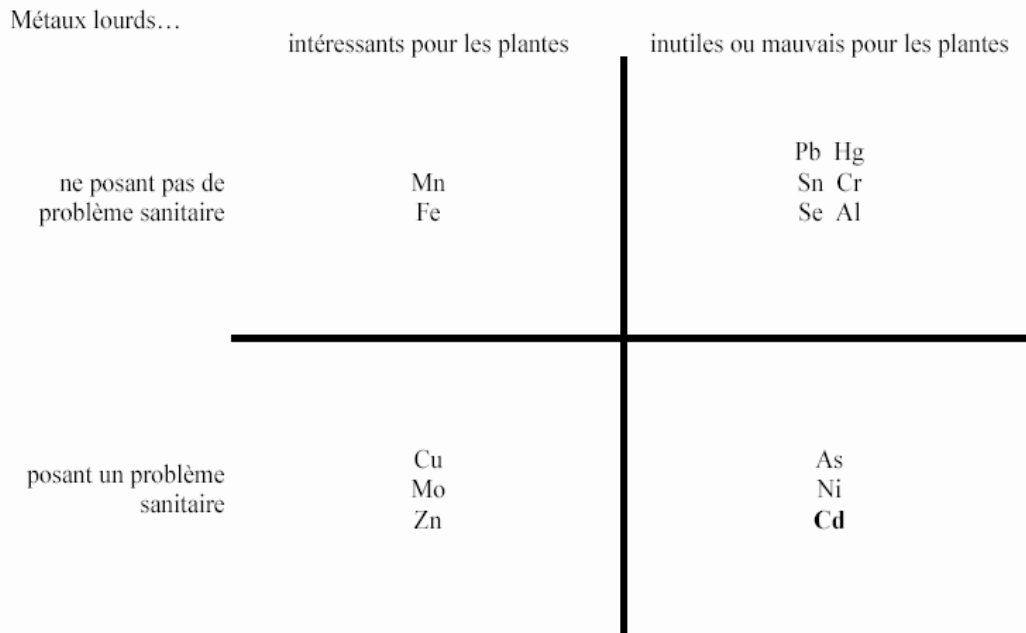 Métaux lourds…
intéressants pour les plantes
inutiles ou mauvais pour les plantes
ne posant pas de
problème sanitaire
Mn
Fe
Pb Hg
Sn Cr
Se Al
posant un problème
sanitaire
Cu
Mo
Zn
As
Ni
Cd